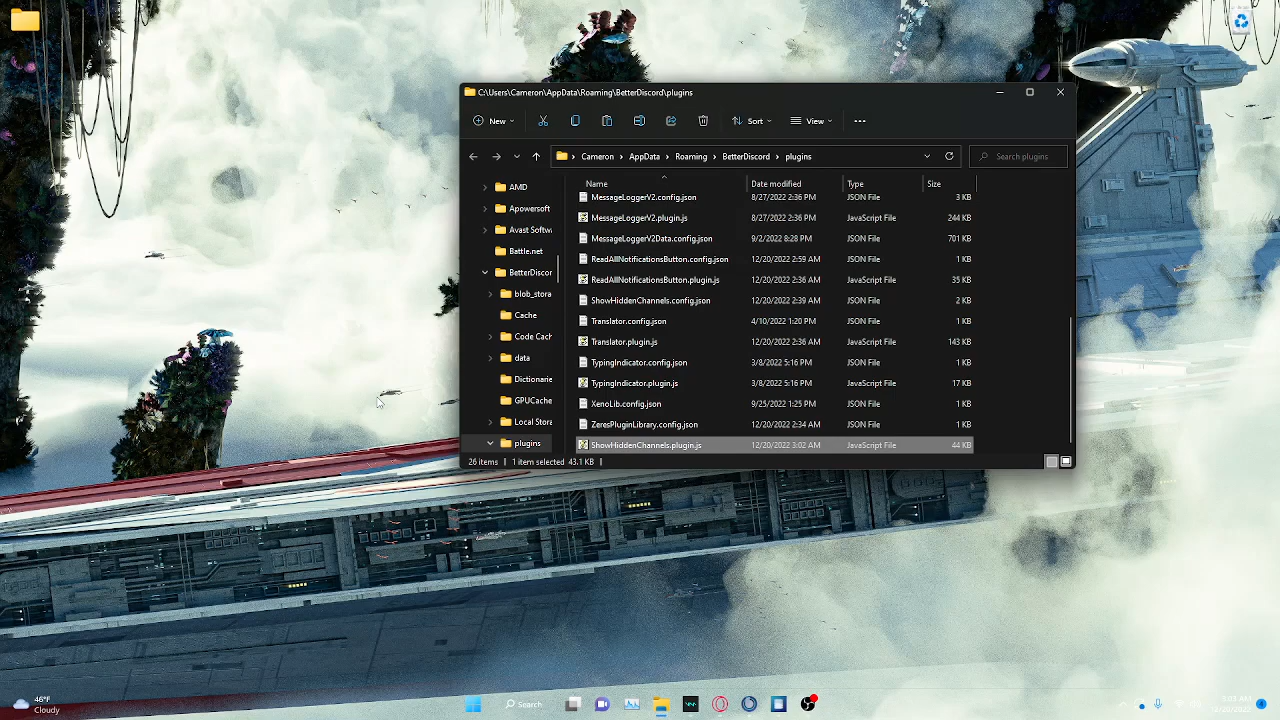 C:\Users\Cameron\AppData\Roaming\BetterDiscord\plugins
New Sort View
Cameron > AppData > Roaming > BetterDiscord > plugins Search plugins
AMD
Apowersoft
Avast Softwa
Battle.net
BetterDiscor
blob_stora
Cache
Code Cach
data
Dictionarie
GPUCache
Local Stora
plugins
Name Date modified Type Size
MessageLoggerV2.config.json 8/27/2022 2:36 PM JSON File 3 KB
MessageLoggerV2.plugin.js 8/27/2022 2:36 PM JavaScript File 244 KB
MessageLoggerV2Data.config.json 9/2/2022 8:28 PM JSON File 701 KB
ReadAllNotificationsButton.config.json 12/20/2022 2:59 AM JSON File 1 KB
ReadAllNotificationsButton.plugin.js 12/20/2022 2:36 AM JavaScript File 35 KB
ShowHiddenChannels.config.json 12/20/2022 2:39 AM JSON File 2 KB
Translator.config.json 4/10/2022 1:20 PM JSON File 1 KB
Translator.plugin.js 12/20/2022 2:36 AM JavaScript File 143 KB
TypingIndicator.config.json 3/8/2022 5:16 PM JSON File 1 KB
TypingIndicator.plugin.js 3/8/2022 5:16 PM JavaScript File 17 KB
XenoLib.config.json 9/25/2022 1:25 PM JSON File 1 KB
ZeresPluginLibrary.config.json 12/20/2022 2:34 AM JSON File 1 KB
ShowHiddenChannels.plugin.js 12/20/2022 3:02 AM JavaScript File 44 KB
26 items | 1 item selected 43.1 KB |
46°F
Cloudy
Search
12/20/2022